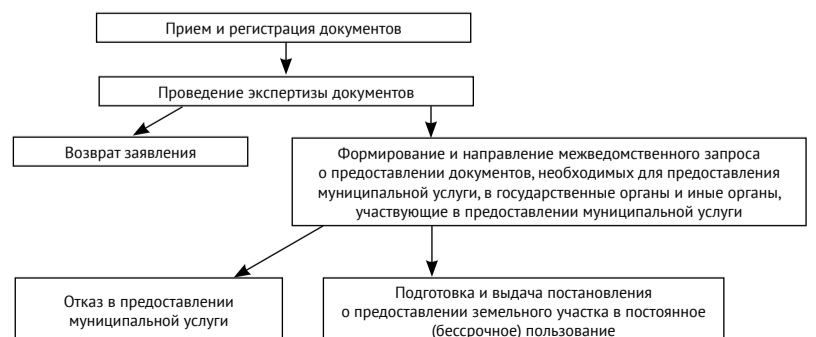 Прием и регистрация документов
Проведение экспертизы документов
Возврат заявления
Формирование и направление межведомственного запроса
о предоставлении документов, необходимых для предоставления
муниципальной услуги, в государственные органы и иные органы,
участвующие в предоставлении муниципальной услуги
Отказ в предоставлении
муниципальной услуги
Подготовка и выдача постановления
о предоставлении земельного участка в постоянное
(бессрочное) пользование